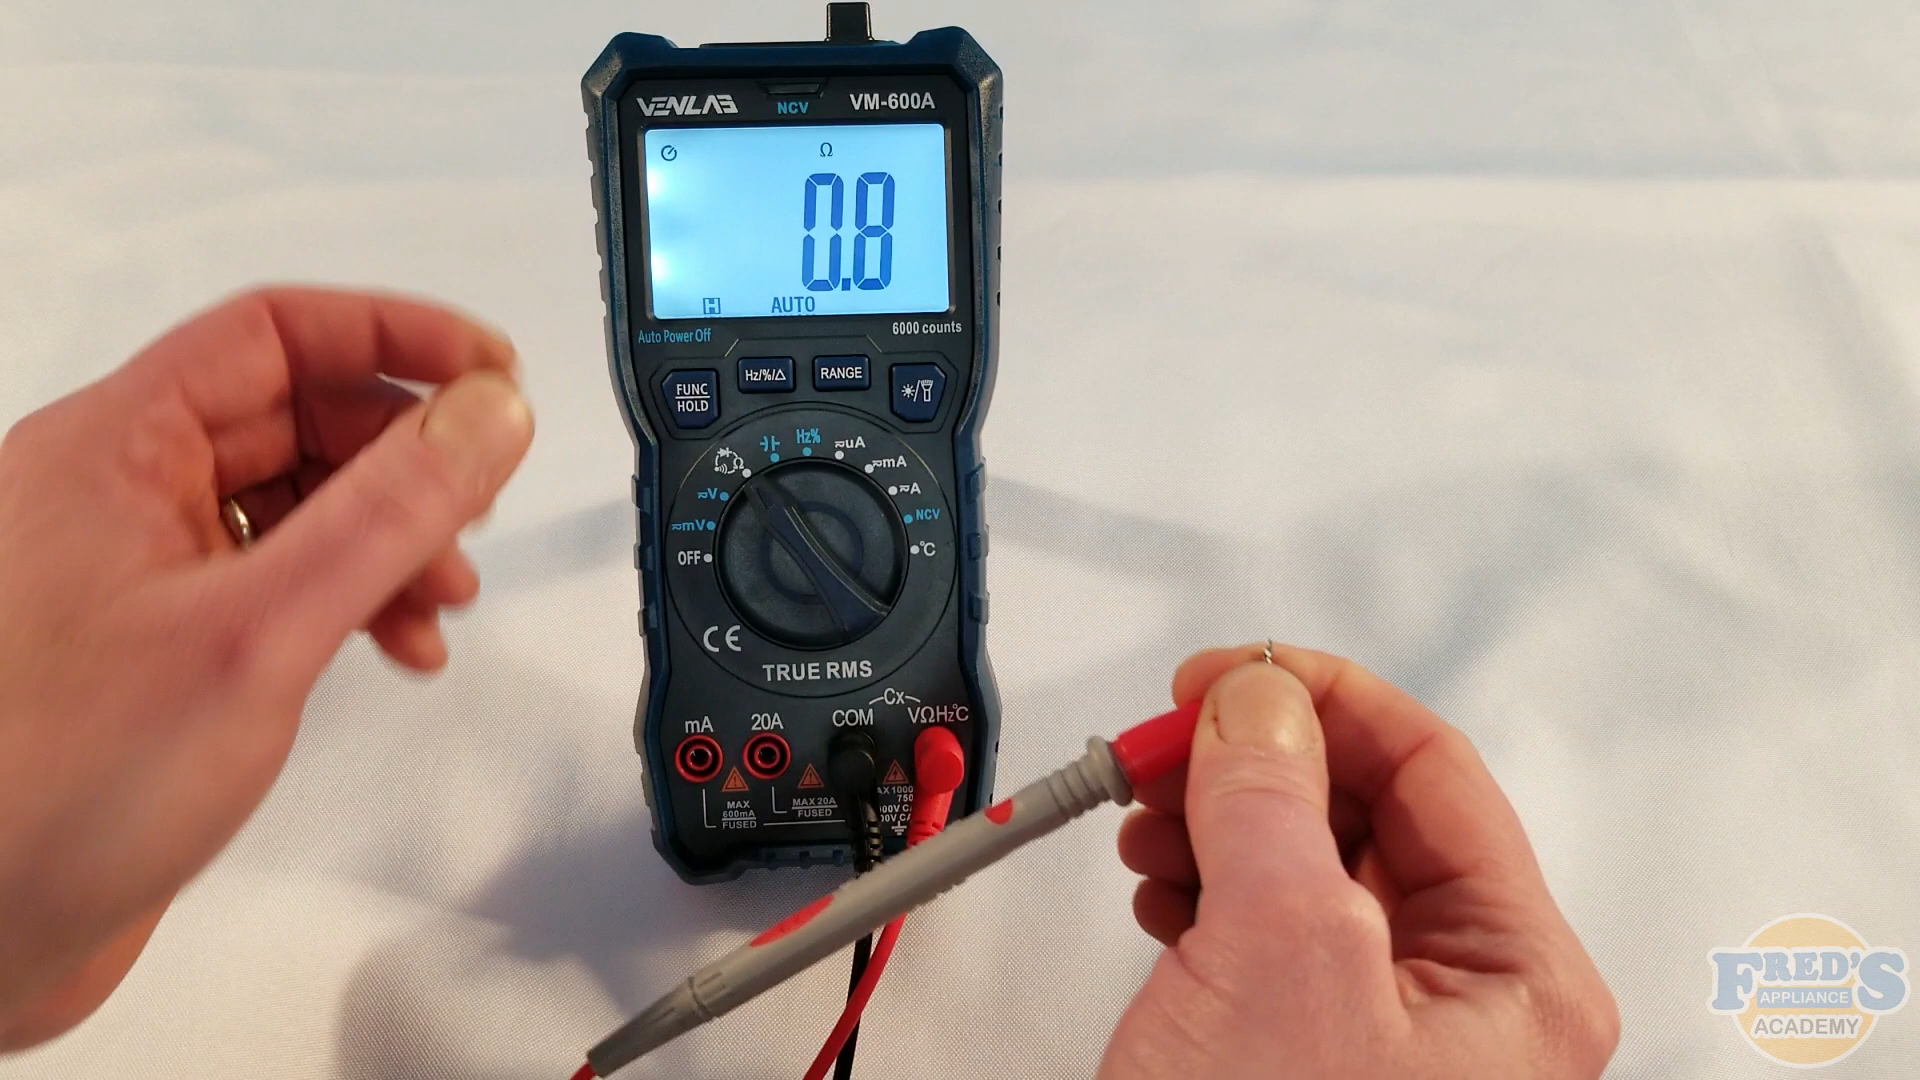 VENLAB
NCV
VM-600A
Ω
0.8
H
AUTO
Auto Power Off
6000 counts
FUNC
HOLD
Hz/%/△
RANGE
Hz%
uA
Ω
mA
V
A
mV
NCV
OFF
°C
CE
TRUE RMS
Cx
mA
20A
COM
VΩHz°C
MAX
600mA
FUSED
MAX 20A
FUSED
FRED'S
APPLIANCE
ACADEMY